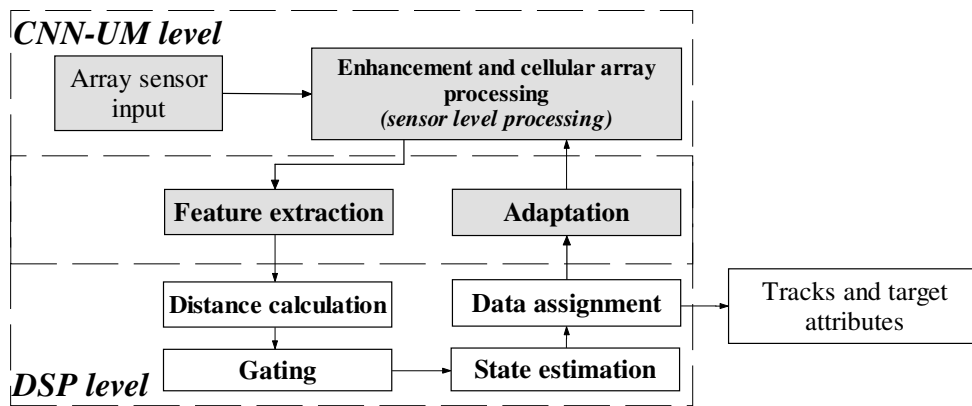 CNN-UM level
Array sensor
input
Enhancement and cellular array
processing
(sensor level processing)
Feature extraction
Adaptation
Distance calculation
Data assignment
Tracks and target
attributes
Gating
State estimation
DSP level